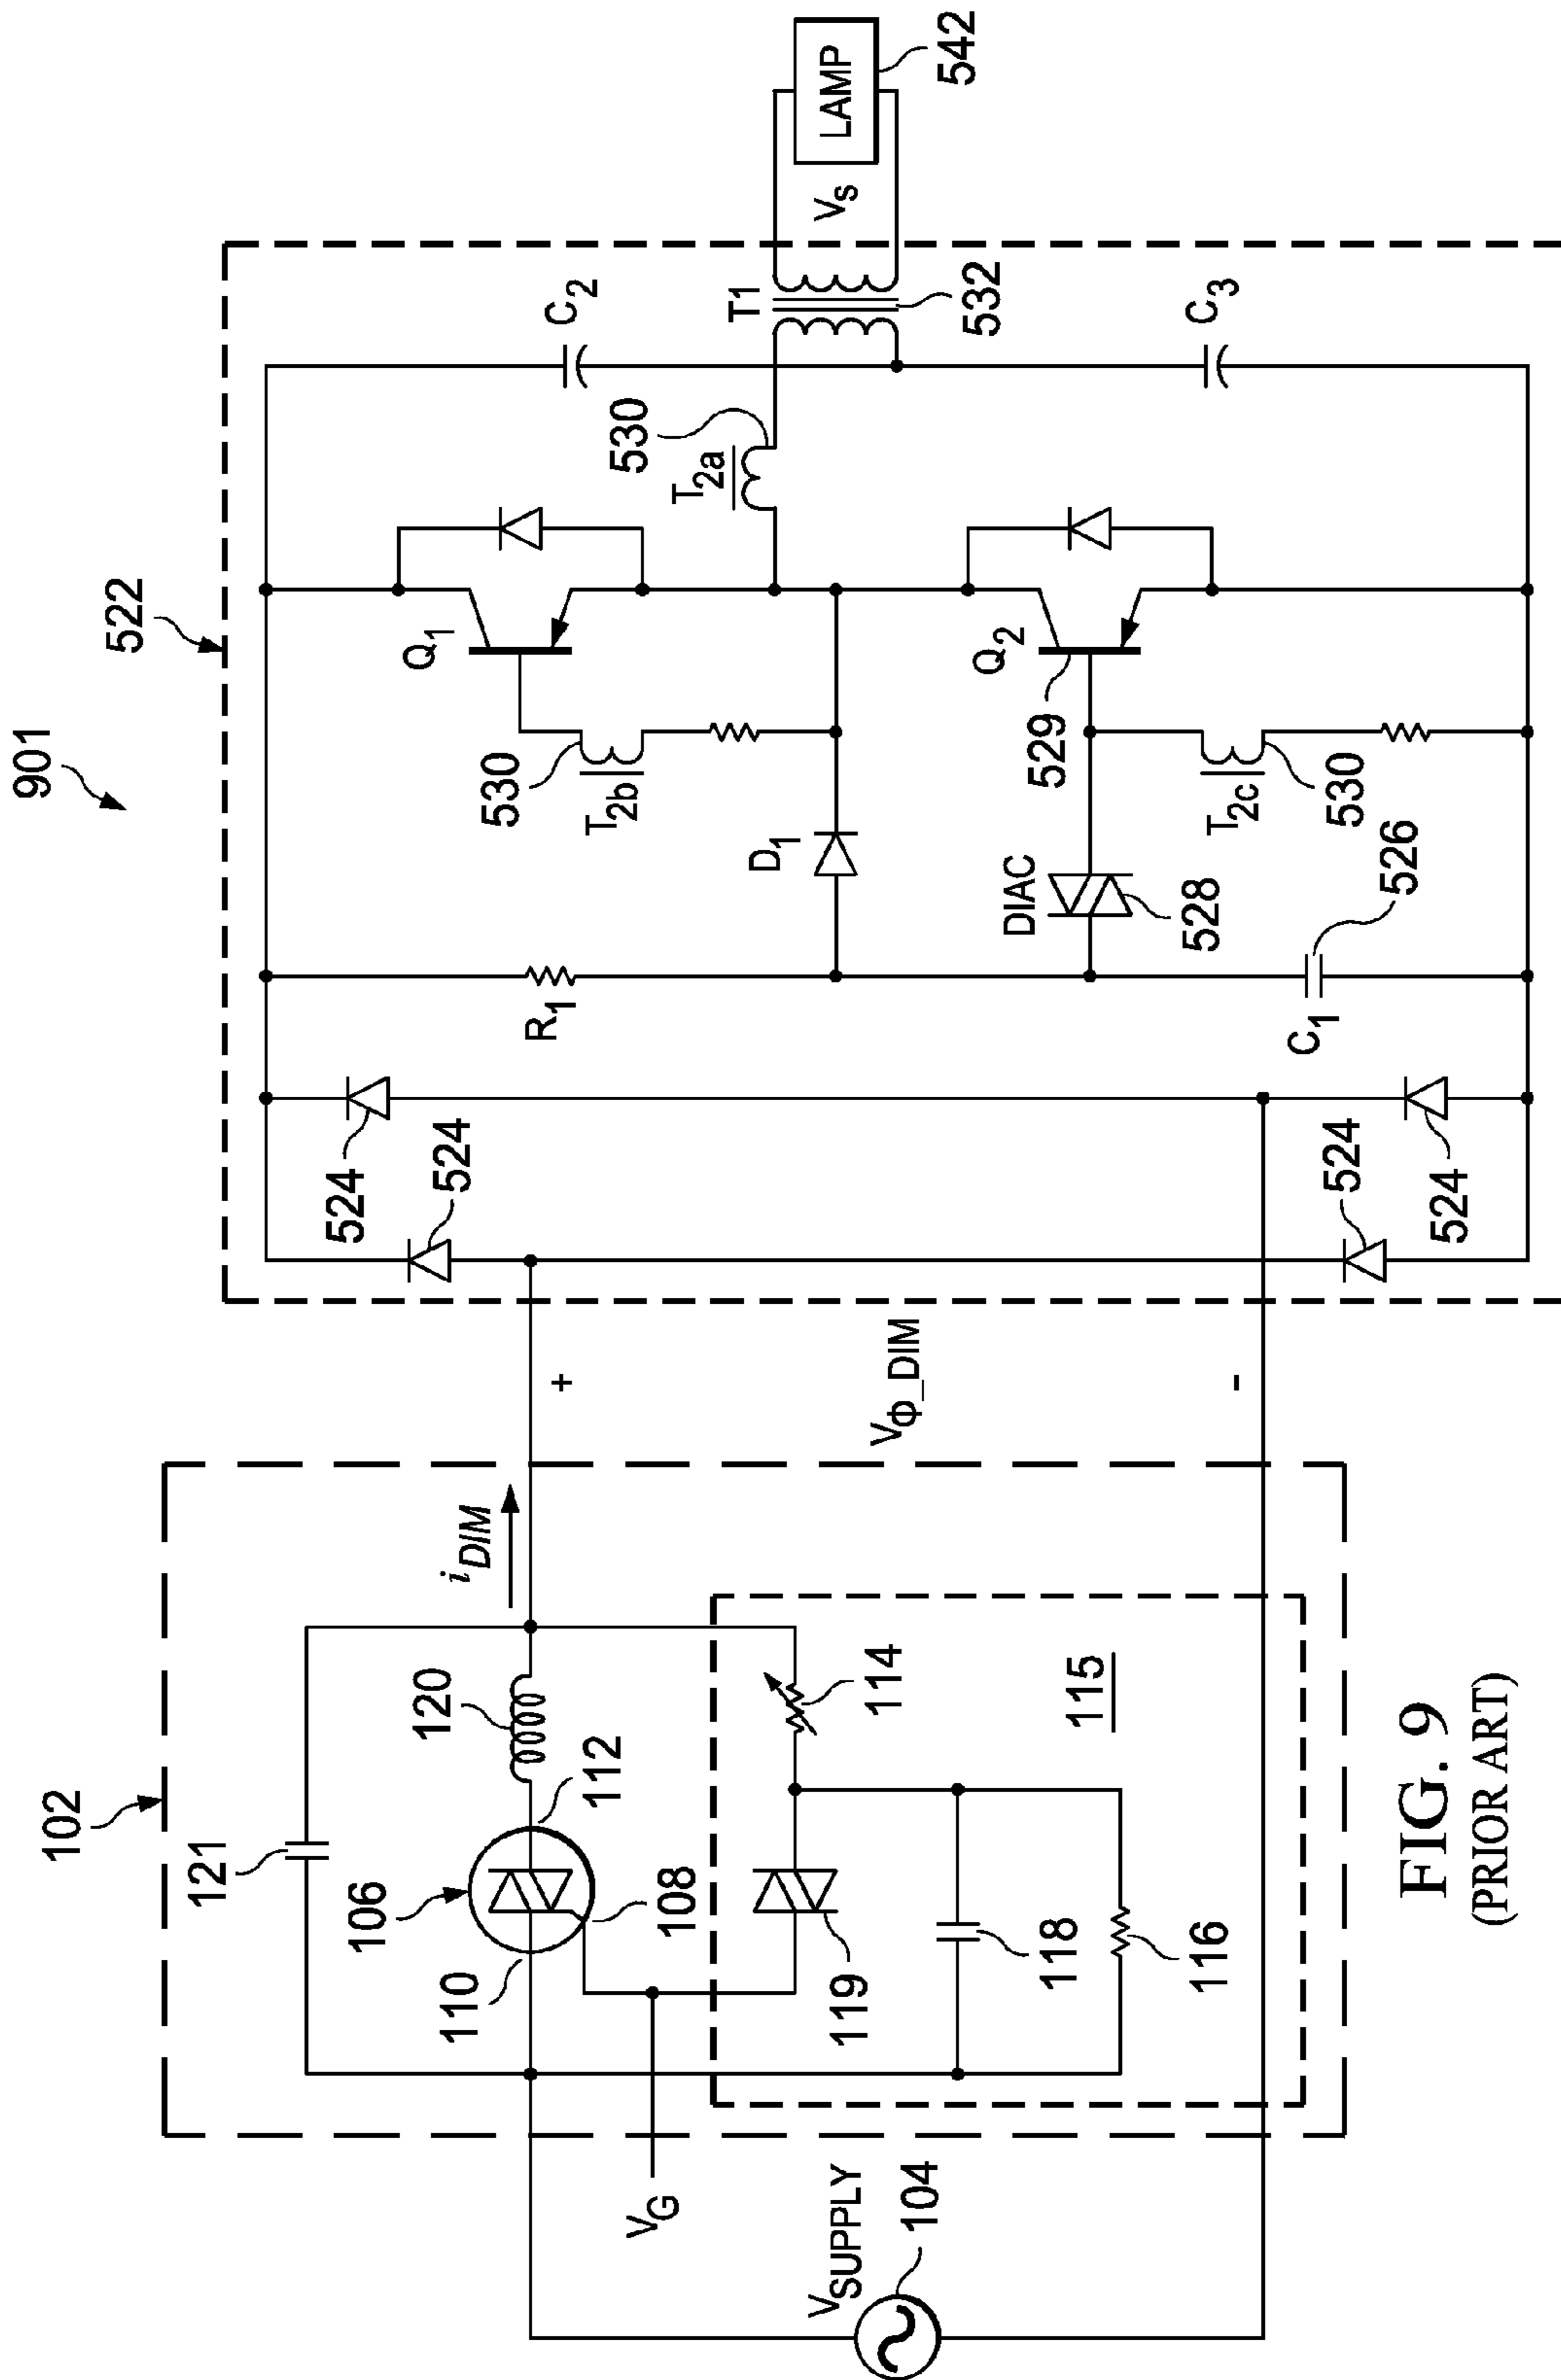 901
102
522
121
106
110
108
112
120
i DIM
VG
119
118
116
114
115
VSUPPLY
104
+
Vϕ_DIM
-
524
524
524
524
R1
C1
526
D1
DIAC
528
530
T2b
Q1
Q2
529
T2c
530
T2a
530
C2
C3
T1
532
VS
LAMP
542
FIG. 9
(PRIOR ART)